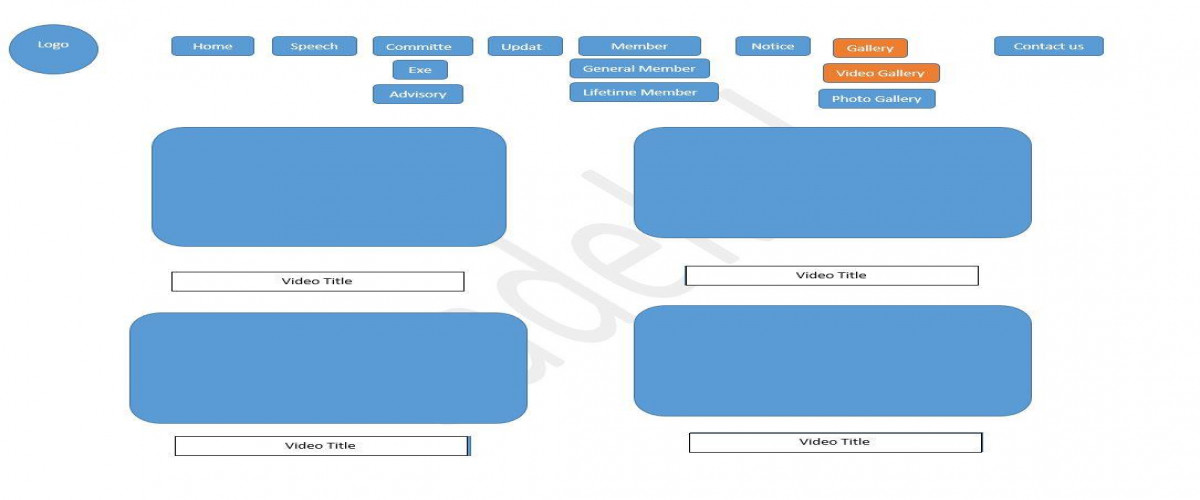 Logo
Home Speech Committe Updat Member Notice Gallery Contact us
Exe General Member Video Gallery
Advisory Lifetime Member Photo Gallery
Video Title Video Title
Video Title Video Title